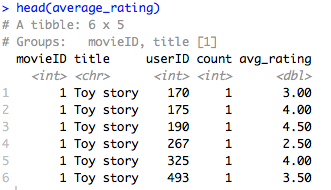 > head(average_rating)
# A tibble: 6 x 5
# Groups:   movieID, title [1]
  movieID title      userID count avg_rating
    <int> <chr>       <int> <int>      <dbl>
1       1 Toy story     170     1       3.00
2       1 Toy story     175     1       4.00
3       1 Toy story     190     1       4.50
4       1 Toy story     267     1       2.50
5       1 Toy story     325     1       4.00
6       1 Toy story     493     1       3.50